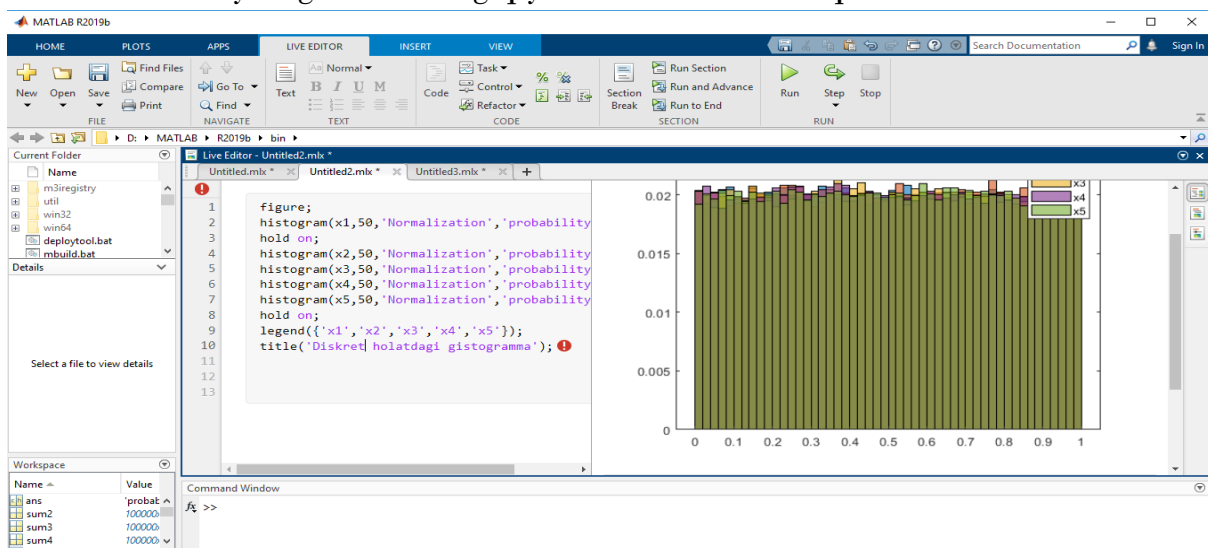 MATLAB R2019b
HOME PLOTS APPS LIVE EDITOR INSERT VIEW Search Documentation Sign In
New Open Save Find Files Compare Print
FILE
Go To Find
NAVIGATE
Text Aa Normal B I U M
TEXT
Code Task Control Refactor
CODE
Section Break Run Section Run and Advance Run to End
SECTION
Run Step Stop
RUN
D: MATLAB R2019b bin
Current Folder
Name
m3iregistry
util
win32
win64
deploytool.bat
mbuild.bat
Details
Select a file to view details
Workspace
Name Value
ans 'probab
sum2 100000
sum3 100000
sum4 100000
Live Editor - Untitled2.mlx *
Untitled.mlx * Untitled2.mlx * Untitled3.mlx *
1 figure;
2 histogram(x1,50,'Normalization','probability
3 hold on;
4 histogram(x2,50,'Normalization','probability
5 histogram(x3,50,'Normalization','probability
6 histogram(x4,50,'Normalization','probability
7 histogram(x5,50,'Normalization','probability
8 hold on;
9 legend({'x1','x2','x3','x4','x5'});
10 title('Diskret holatdagi gistogramma');
11
12
13
x3
x4
x5
0.02
0.015
0.01
0.005
0
0 0.1 0.2 0.3 0.4 0.5 0.6 0.7 0.8 0.9 1
Command Window
fx >>